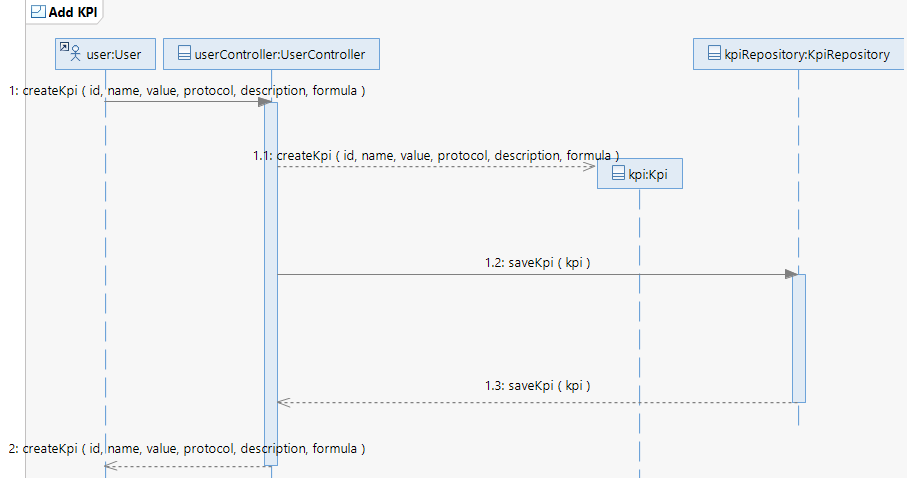 Add KPI
user:User
userController:UserController
kpiRepository:KpiRepository
1: createKpi ( id, name, value, protocol, description, formula )
1.1: createKpi ( id, name, value, protocol, description, formula )
kpi:Kpi
1.2: saveKpi ( kpi )
1.3: saveKpi ( kpi )
2: createKpi ( id, name, value, protocol, description, formula )